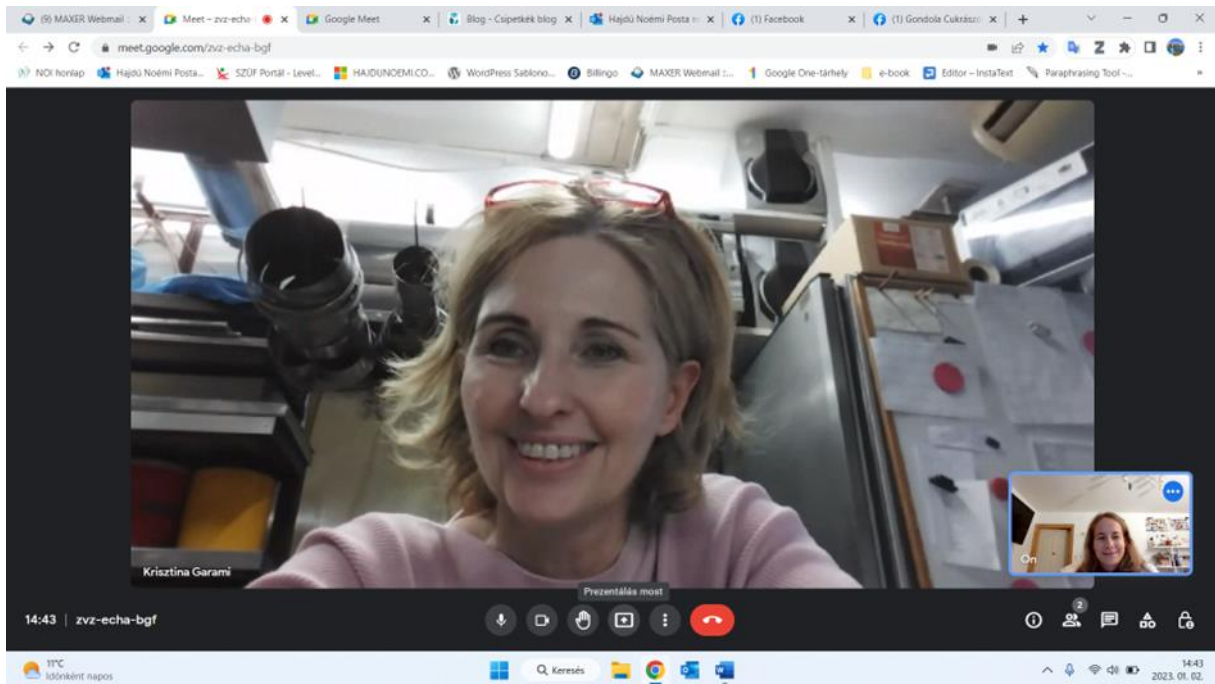 (9) MAXER Webmail :
Meet – zvz-echa
Google Meet
Blog - Csipetkék blog
Hajdú Noémi Posta
(1) Facebook
(1) Gondola Cukrász
meet.google.com/zvz-echa-bgf
NOI honlap
Hajdú Noémi Posta...
SZÜF Portál - Level...
HAJDUNOEMI.CO...
WordPress Sablono...
Billingo
MAXER Webmail :...
Google One-tárhely
e-book
Editor – InstaText
Paraphrasing Tool -...
On
Krisztina Garami
Prezentálás most
14:43 | zvz-echa-bgf
2
11°C
Időnként napos
Keresés
14:43
2023. 01. 02.